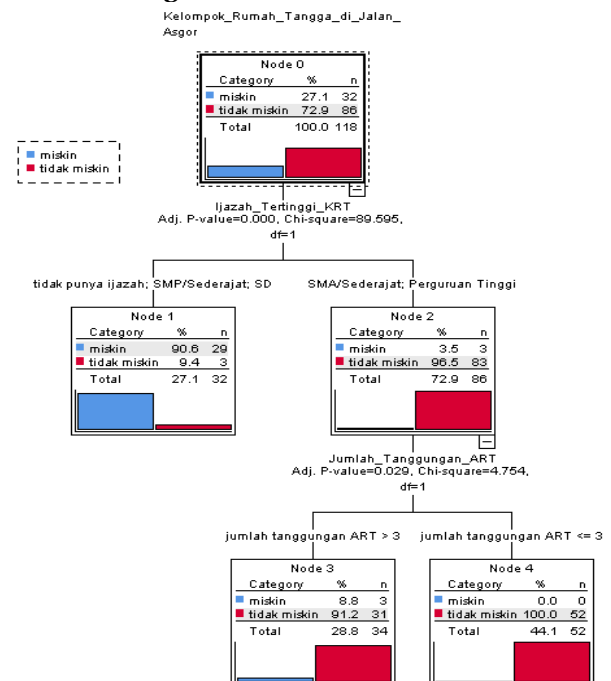 Kelompok_Rumah_Tangga_di_Jalan_
Asgor
Node 0
Category % n
miskin 27.1 32
tidak miskin 72.9 86
Total 100.0 118
miskin
tidak miskin
Ijazah_Tertinggi_KRT
Adj. P-value=0.000, Chi-square=89.595,
df=1
tidak punya ijazah; SMP/Sederajat; SD
SMA/Sederajat; Perguruan Tinggi
Node 1
Category % n
miskin 90.6 29
tidak miskin 9.4 3
Total 27.1 32
Node 2
Category % n
miskin 3.5 3
tidak miskin 96.5 83
Total 72.9 86
Jumlah_Tanggungan_ART
Adj. P-value=0.029, Chi-square=4.754,
df=1
jumlah tanggungan ART > 3
jumlah tanggungan ART <= 3
Node 3
Category % n
miskin 8.8 3
tidak miskin 91.2 31
Total 28.8 34
Node 4
Category % n
miskin 0.0 0
tidak miskin 100.0 52
Total 44.1 52